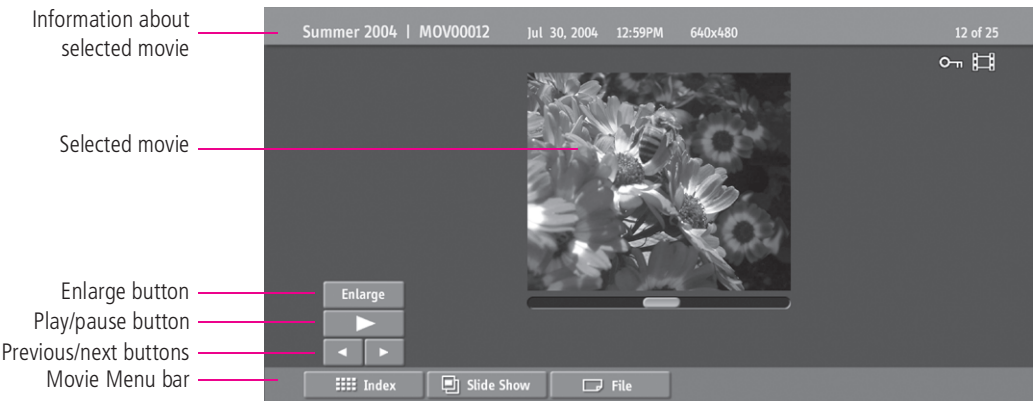 Information about
selected movie
Summer 2004 | MOV00012 Jul 30, 2004 12:59PM 640x480 12 of 25
Selected movie
Enlarge button
Enlarge
Play/pause button
Previous/next buttons
Movie Menu bar
Index Slide Show File